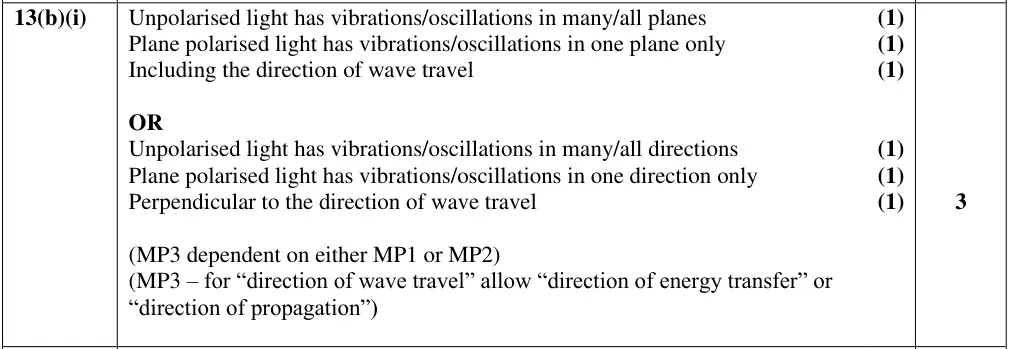 13(b)(i) Unpolarised light has vibrations/oscillations in many/all planes (1)
Plane polarised light has vibrations/oscillations in one plane only (1)
Including the direction of wave travel (1)
OR
Unpolarised light has vibrations/oscillations in many/all directions (1)
Plane polarised light has vibrations/oscillations in one direction only (1)
Perpendicular to the direction of wave travel (1) 3
(MP3 dependent on either MP1 or MP2)
(MP3 – for “direction of wave travel” allow “direction of energy transfer” or
“direction of propagation”)